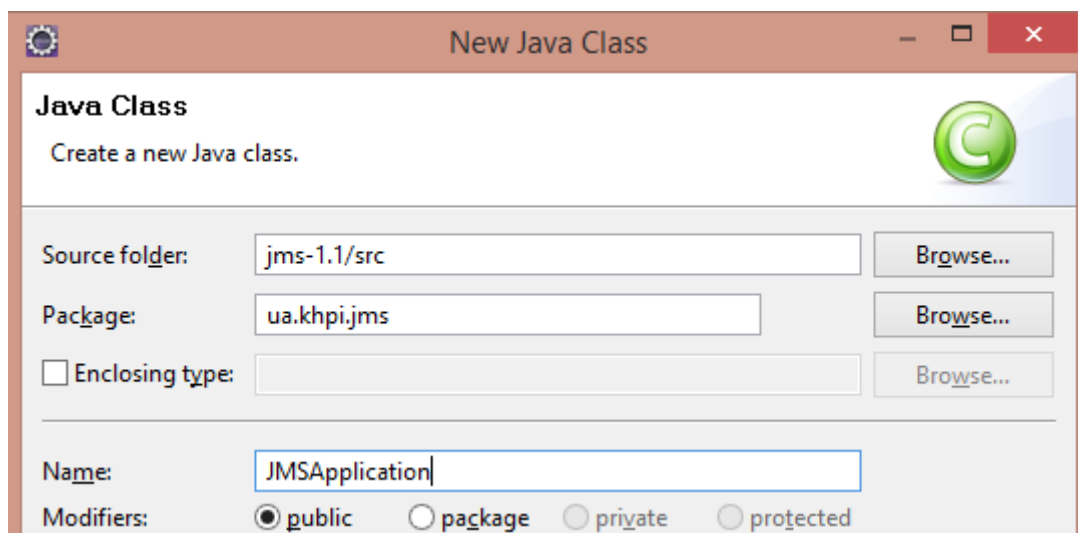 New Java Class
Java Class
Create a new Java class.
C
Source folder: jms-1.1/src Browse...
Package: ua.khpi.jms Browse...
Enclosing type: Browse...
Name: JMSApplication
Modifiers: public package private protected